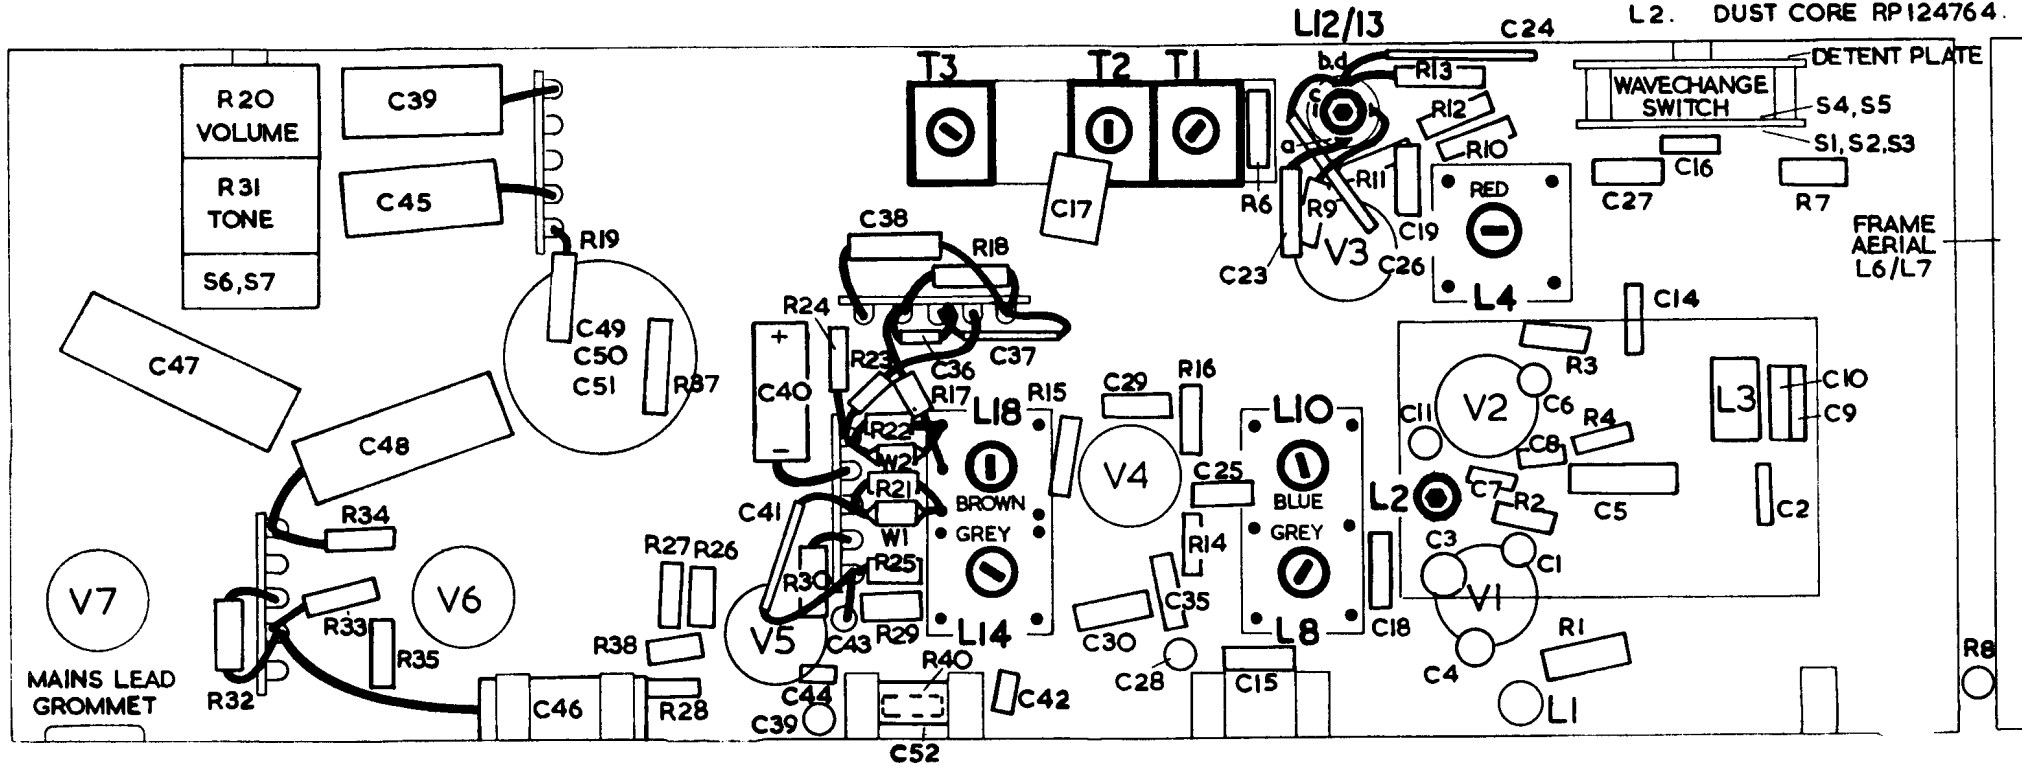 L2. DUST CORE RP124764.
L12/13
C24
DETENT PLATE
T3
T2
T1
b.d
R13
WAVECHANGE
SWITCH
S4, S5
S1, S2, S3
R20
VOLUME
C39
c
R12
a
R10
C16
R31
TONE
C45
C17
R6
R9
R11
C19
RED
C27
R7
FRAME
AERIAL
L6/L7
R19
C38
R18
V3
C23
C26
S6, S7
L4
C14
R24
C49
C50
C51
C47
R37
+
C40
−
R23
C36
C37
R3
R17
R15
C29
R16
L18
L10
V2
C6
L3
C10
C9
C11
R4
C8
C48
R22
W2
V4
C25
R21
BROWN
BLUE
L2
C7
R2
C5
C2
C41
W1
GREY
GREY
R34
R27
R26
R25
R14
C3
C1
R30
V7
V6
R33
V5
C43
R29
L14
C30
C35
L8
C18
V1
R1
R38
R35
R32
R40
C28
C15
C4
R8
MAINS LEAD
GROMMET
C46
R28
C44
C39
C42
L1
C52